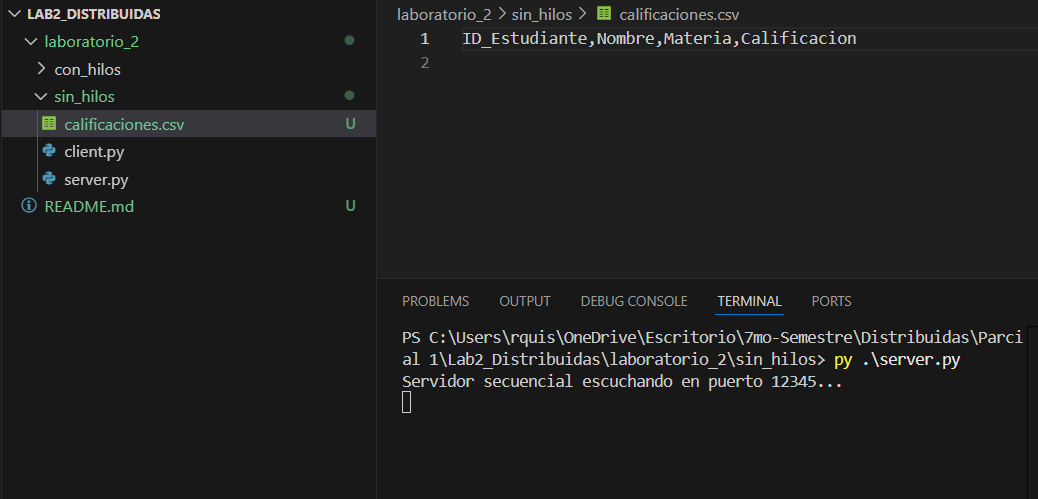 LAB2_DISTRIBUIDAS
laboratorio_2
con_hilos
sin_hilos
calificaciones.csv U
client.py
server.py
README.md U
laboratorio_2 > sin_hilos > calificaciones.csv
1 ID_Estudiante,Nombre,Materia,Calificacion
2
PROBLEMS OUTPUT DEBUG CONSOLE TERMINAL PORTS
PS C:\Users\rquis\OneDrive\Escritorio\7mo-Semestre\Distribuidas\Parci
al 1\Lab2_Distribuidas\laboratorio_2\sin_hilos> py .\server.py
Servidor secuencial escuchando en puerto 12345...